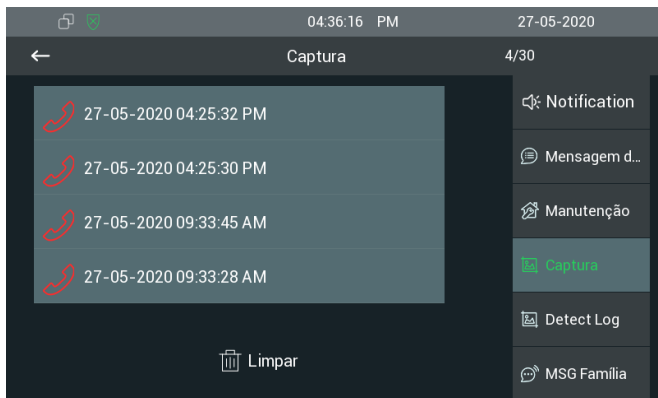 04:36:16 PM 27-05-2020
Captura 4/30
27-05-2020 04:25:32 PM
27-05-2020 04:25:30 PM
27-05-2020 09:33:45 AM
27-05-2020 09:33:28 AM
Limpar
Notification
Mensagem d...
Manutenção
Captura
Detect Log
MSG Família